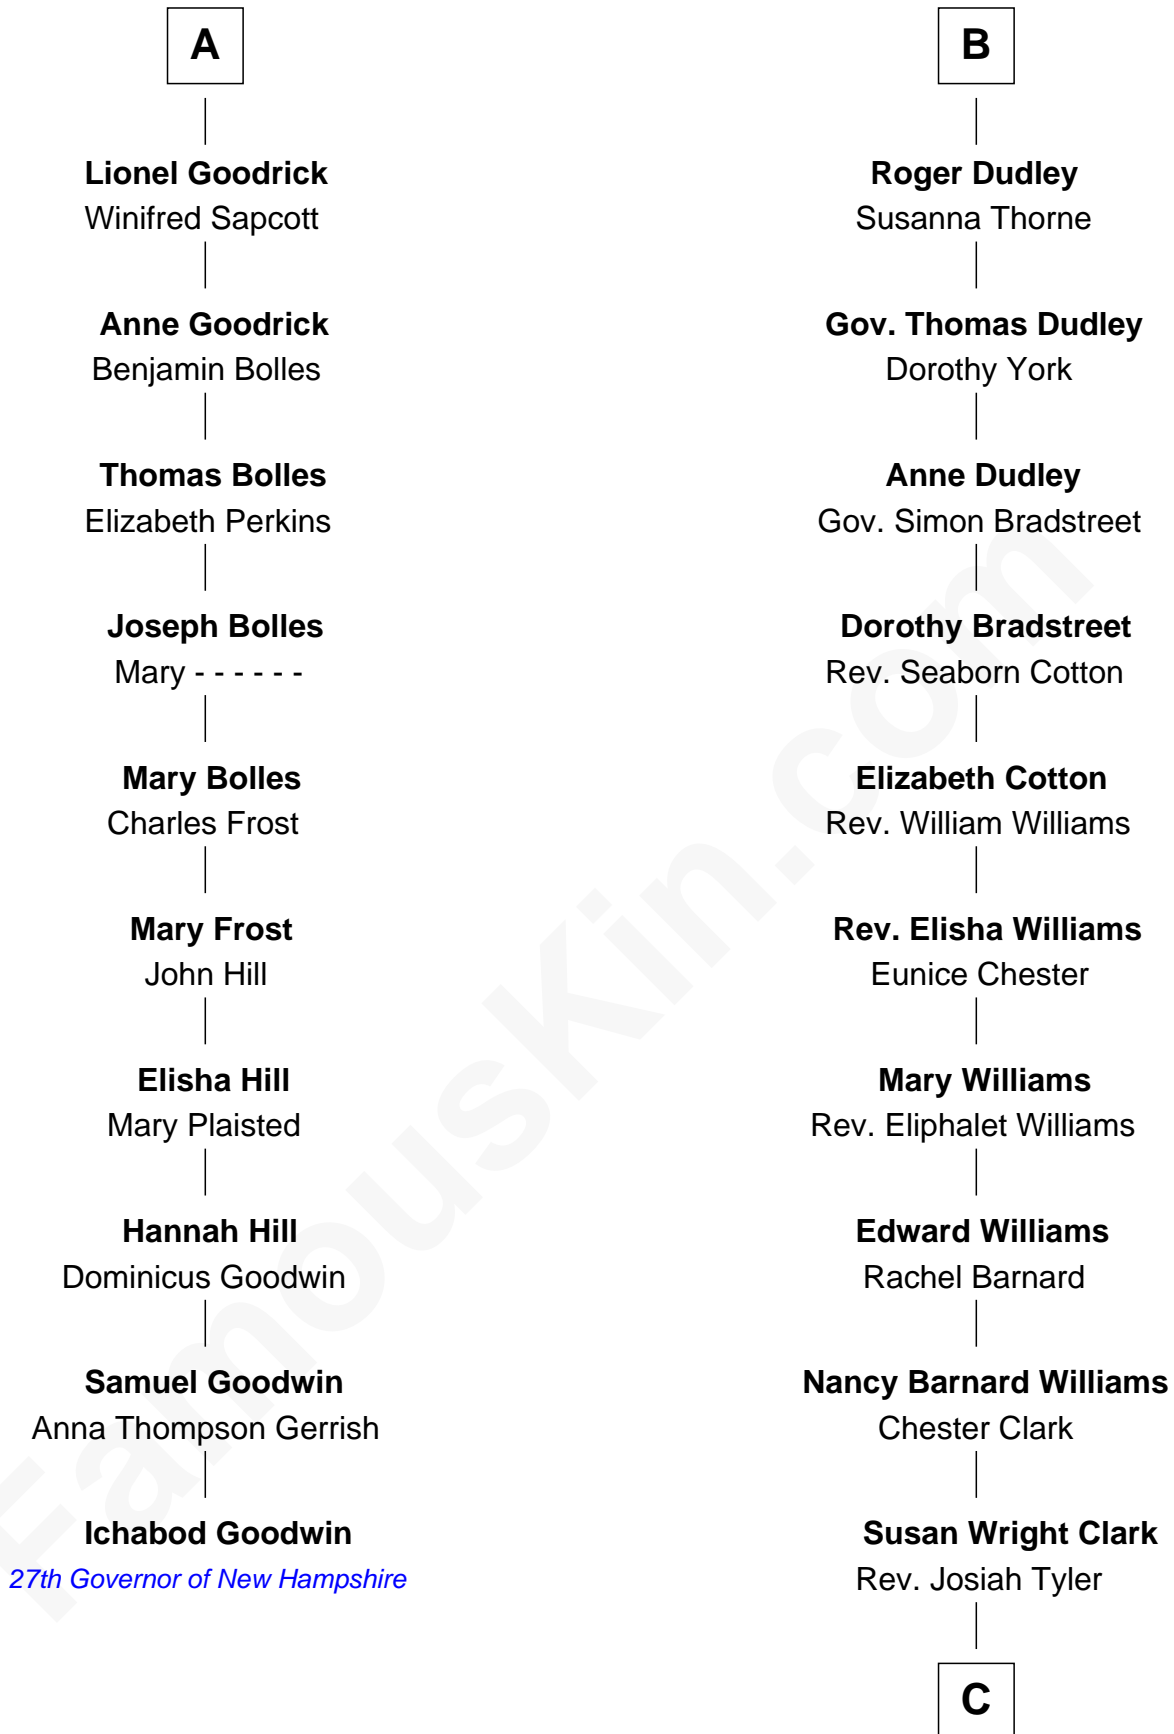 A
Lionel Goodrick
Winifred Sapcott
Anne Goodrick
Benjamin Bolles
Thomas Bolles
Elizabeth Perkins
Joseph Bolles
Mary - - - - - -
Mary Bolles
Charles Frost
Mary Frost
John Hill
Elisha Hill
Mary Plaisted
Hannah Hill
Dominicus Goodwin
Samuel Goodwin
Anna Thompson Gerrish
Ichabod Goodwin
27th Governor of New Hampshire
B
Roger Dudley
Susanna Thorne
Gov. Thomas Dudley
Dorothy York
Anne Dudley
Gov. Simon Bradstreet
Dorothy Bradstreet
Rev. Seaborn Cotton
Elizabeth Cotton
Rev. William Williams
Rev. Elisha Williams
Eunice Chester
Mary Williams
Rev. Eliphalet Williams
Edward Williams
Rachel Barnard
Nancy Barnard Williams
Chester Clark
Susan Wright Clark
Rev. Josiah Tyler
C
FamousKin.com